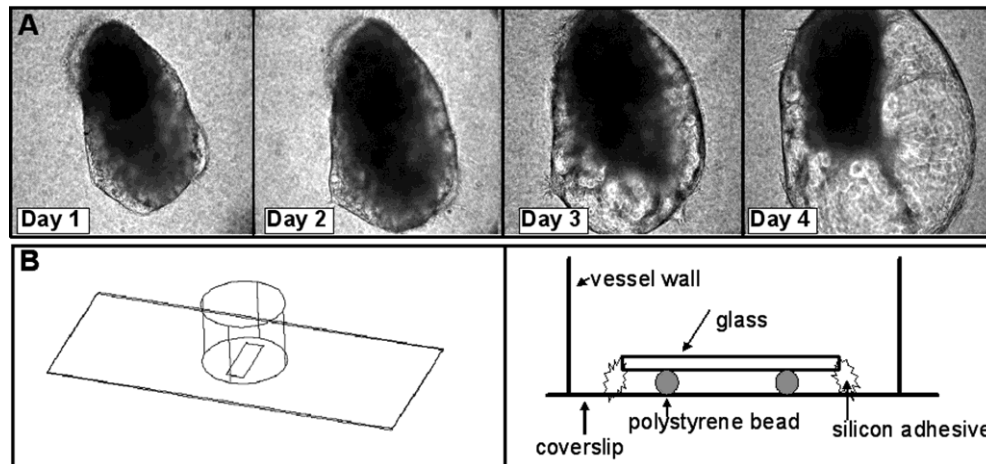 A
Day 1
Day 2
Day 3
Day 4
B
vessel wall
glass
polystyrene bead
coverslip
silicon adhesive